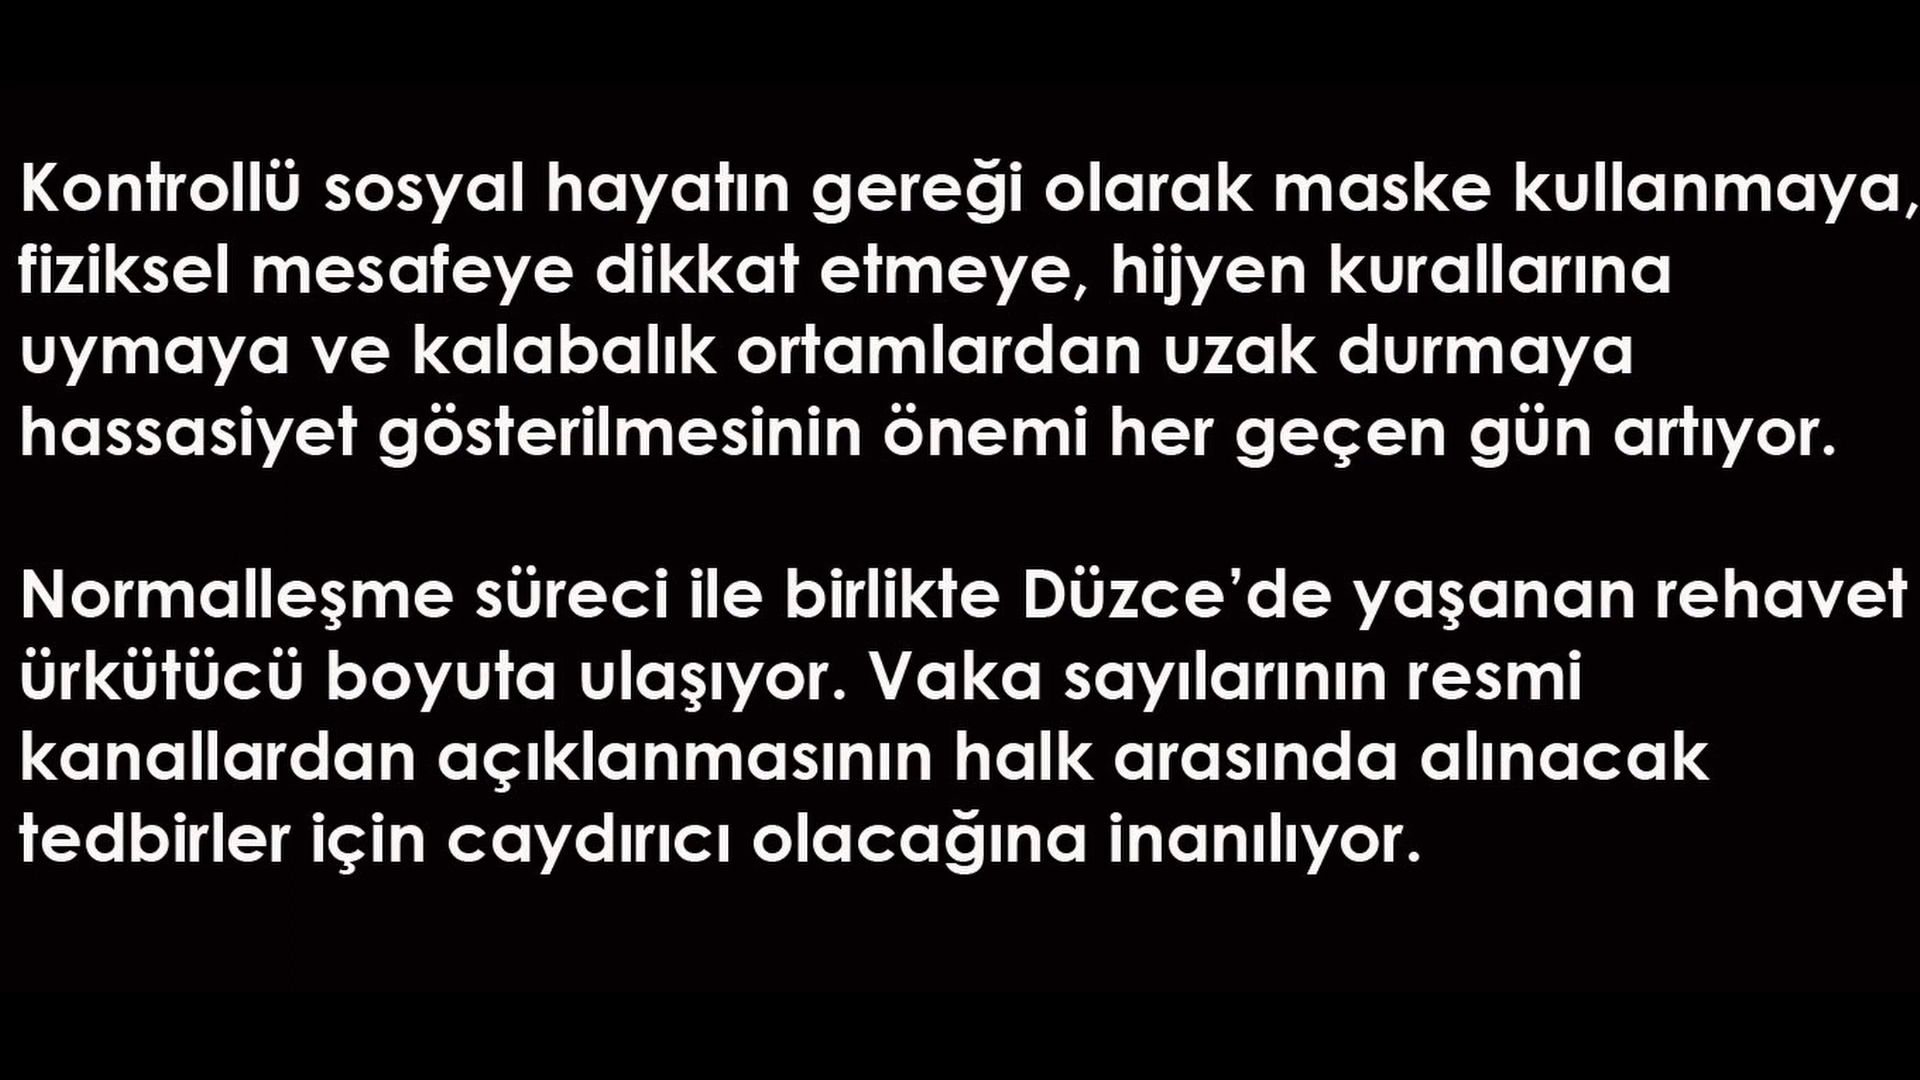 Kontrollü sosyal hayatın gereği olarak maske kullanmaya,
fiziksel mesafeye dikkat etmeye, hijyen kurallarına
uymaya ve kalabalık ortamlardan uzak durmaya
hassasiyet gösterilmesinin önemi her geçen gün artıyor.
Normalleşme süreci ile birlikte Düzce’de yaşanan rehavet
ürkütücü boyuta ulaşıyor. Vaka sayılarının resmi
kanallardan açıklanmasının halk arasında alınacak
tedbirler için caydırıcı olacağına inanılıyor.